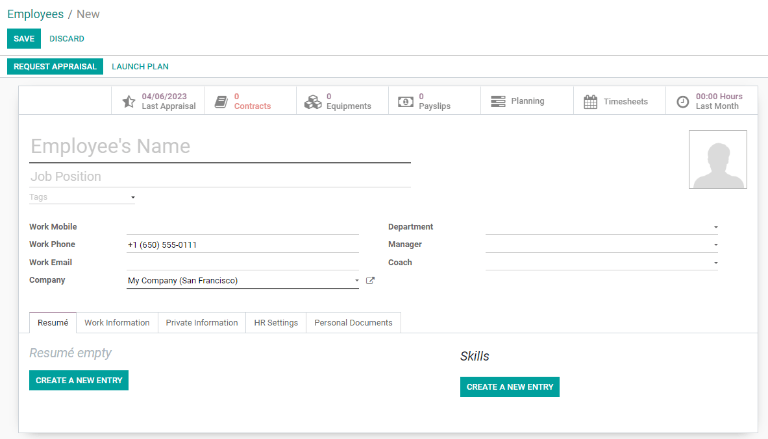 Employees / New
SAVE DISCARD
REQUEST APPRAISAL LAUNCH PLAN
04/06/2023 0 0 0 Planning Timesheets 00:00 Hours
Last Appraisal Contracts Equipments Payslips Last Month
Employee's Name
Job Position
Tags
Work Mobile Department
Work Phone +1 (650) 555-0111 Manager
Work Email Coach
Company My Company (San Francisco)
Resumé Work Information Private Information HR Settings Personal Documents
Resumé empty Skills
CREATE A NEW ENTRY CREATE A NEW ENTRY